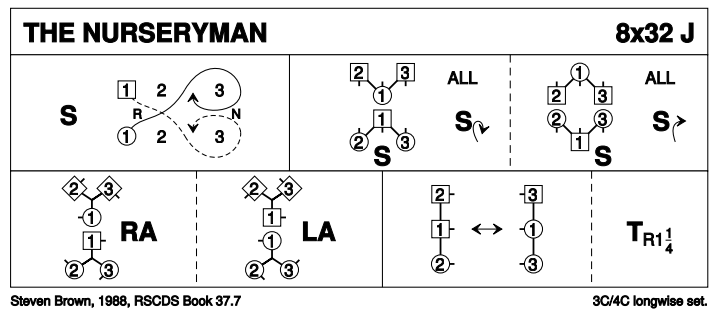 THE NURSERYMAN 8x32 J
S 1 2 3 R N 1 2 3
2 3 1 ALL
1 S 2 3 S
1 ALL 2 3
2 3 S 1 S
2 3 1 RA 1 2 3
2 3 1 LA 1 2 3
2 3
1 1
2 3
TR1 1/4
Steven Brown, 1988, RSCDS Book 37.7 3C/4C longwise set.